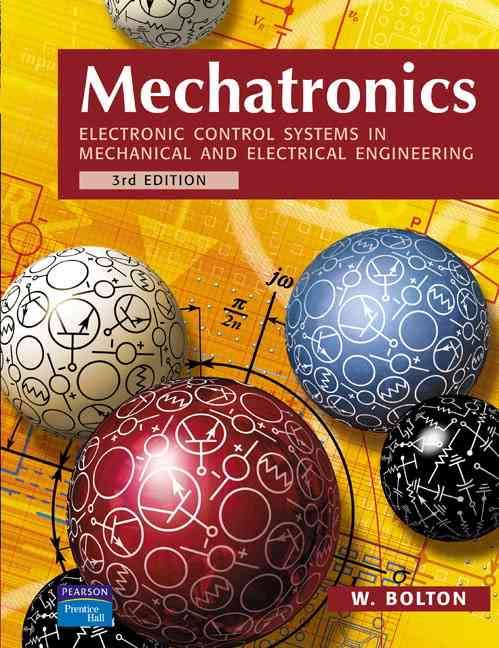 Mechatronics
ELECTRONIC CONTROL SYSTEMS IN
MECHANICAL AND ELECTRICAL ENGINEERING
3rd EDITION
jω
π
2n
W. BOLTON
PEARSON
Prentice
Hall